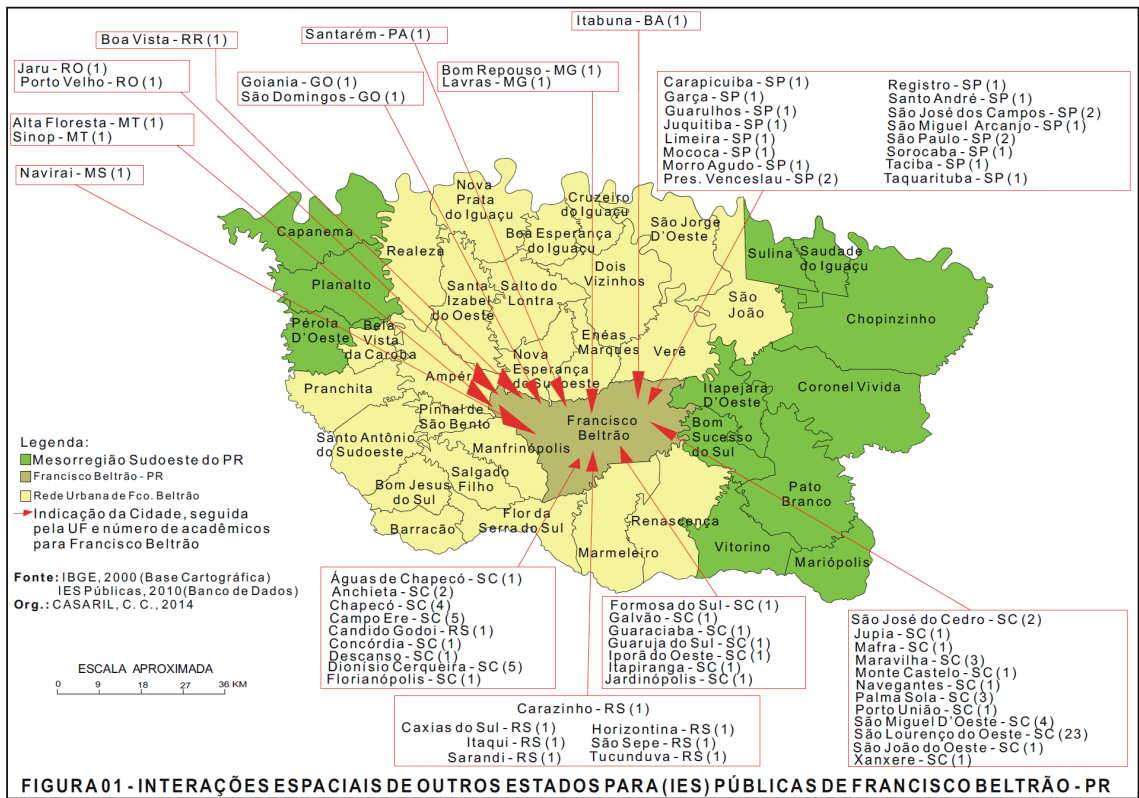 Itabuna - BA (1)
Boa Vista - RR (1)
Santarém - PA (1)
Jaru - RO (1)
Porto Velho - RO (1)
Goiania - GO (1)
São Domingos - GO (1)
Bom Repouso - MG (1)
Lavras - MG (1)
Carapicuiba - SP (1)
Garça - SP (1)
Guarulhos - SP (1)
Juquitiba - SP (1)
Limeira - SP (1)
Mococa - SP (1)
Morro Agudo - SP (1)
Pres. Venceslau - SP (2)
Registro - SP (1)
Santo André - SP (1)
São José dos Campos - SP (2)
São Miguel Arcanjo - SP (1)
São Paulo - SP (2)
Sorocaba - SP (1)
Taciba - SP (1)
Taquarituba - SP (1)
Alta Floresta - MT (1)
Sinop - MT (1)
Navirai - MS (1)
Nova
Prata
do Iguaçu
Cruzeiro
do Iguaçu
Boa Esperança
do Iguaçu
São Jorge
D'Oeste
Capanema
Realeza
Sulina
Saudade
do Iguaçu
Planalto
Santa
Izabel
do Oeste
Salto do
Lontra
Dois
Vizinhos
São
João
Chopinzinho
Pérola
D'Oeste
Bela
Vista
da Caroba
Enéas
Marques
Verê
Nova
Esperança
do Sudoeste
Ampére
Pranchita
Itapejara
D'Oeste
Coronel Vivida
Pinhal de
São Bento
Francisco
Beltrão
Bom
Sucesso
do Sul
Santo Antônio
do Sudoeste
Manfrinópolis
Salgado
Filho
Bom Jesus
do Sul
Pato
Branco
Flor da
Serra do Sul
Barracão
Renascença
Marmeleiro
Vitorino
Mariópolis
Legenda:
Mesorregião Sudoeste do PR
Francisco Beltrão - PR
Rede Urbana de Fco. Beltrão
Indicação da Cidade, seguida
pela UF e número de acadêmicos
para Francisco Beltrão
Fonte: IBGE, 2000 (Base Cartográfica)
IES Públicas, 2010 (Banco de Dados)
Org.: CASARIL, C. C., 2014
ESCALA APROXIMADA
0 9 18 27 36 KM
Águas de Chapecó - SC (1)
Anchieta - SC (2)
Chapecó - SC (4)
Campo Ere - SC (5)
Candido Godoi - RS (1)
Concórdia - SC (1)
Descanso - SC (1)
Dionísio Cerqueira - SC (5)
Florianópolis - SC (1)
Formosa do Sul - SC (1)
Galvão - SC (1)
Guaraciaba - SC (1)
Guaruja do Sul - SC (1)
Iporã do Oeste - SC (1)
Itapiranga - SC (1)
Jardinópolis - SC (1)
São José do Cedro - SC (2)
Jupia - SC (1)
Mafra - SC (1)
Maravilha - SC (3)
Monte Castelo - SC (1)
Navegantes - SC (1)
Palma Sola - SC (3)
Porto União - SC (1)
São Miguel D'Oeste - SC (4)
São Lourenço do Oeste - SC (23)
São João do Oeste - SC (1)
Xanxere - SC (1)
Carazinho - RS (1)
Caxias do Sul - RS (1)
Itaqui - RS (1)
Sarandi - RS (1)
Horizontina - RS (1)
São Sepe - RS (1)
Tucunduva - RS (1)
FIGURA 01 - INTERAÇÕES ESPACIAIS DE OUTROS ESTADOS PARA (IES) PÚBLICAS DE FRANCISCO BELTRÃO - PR